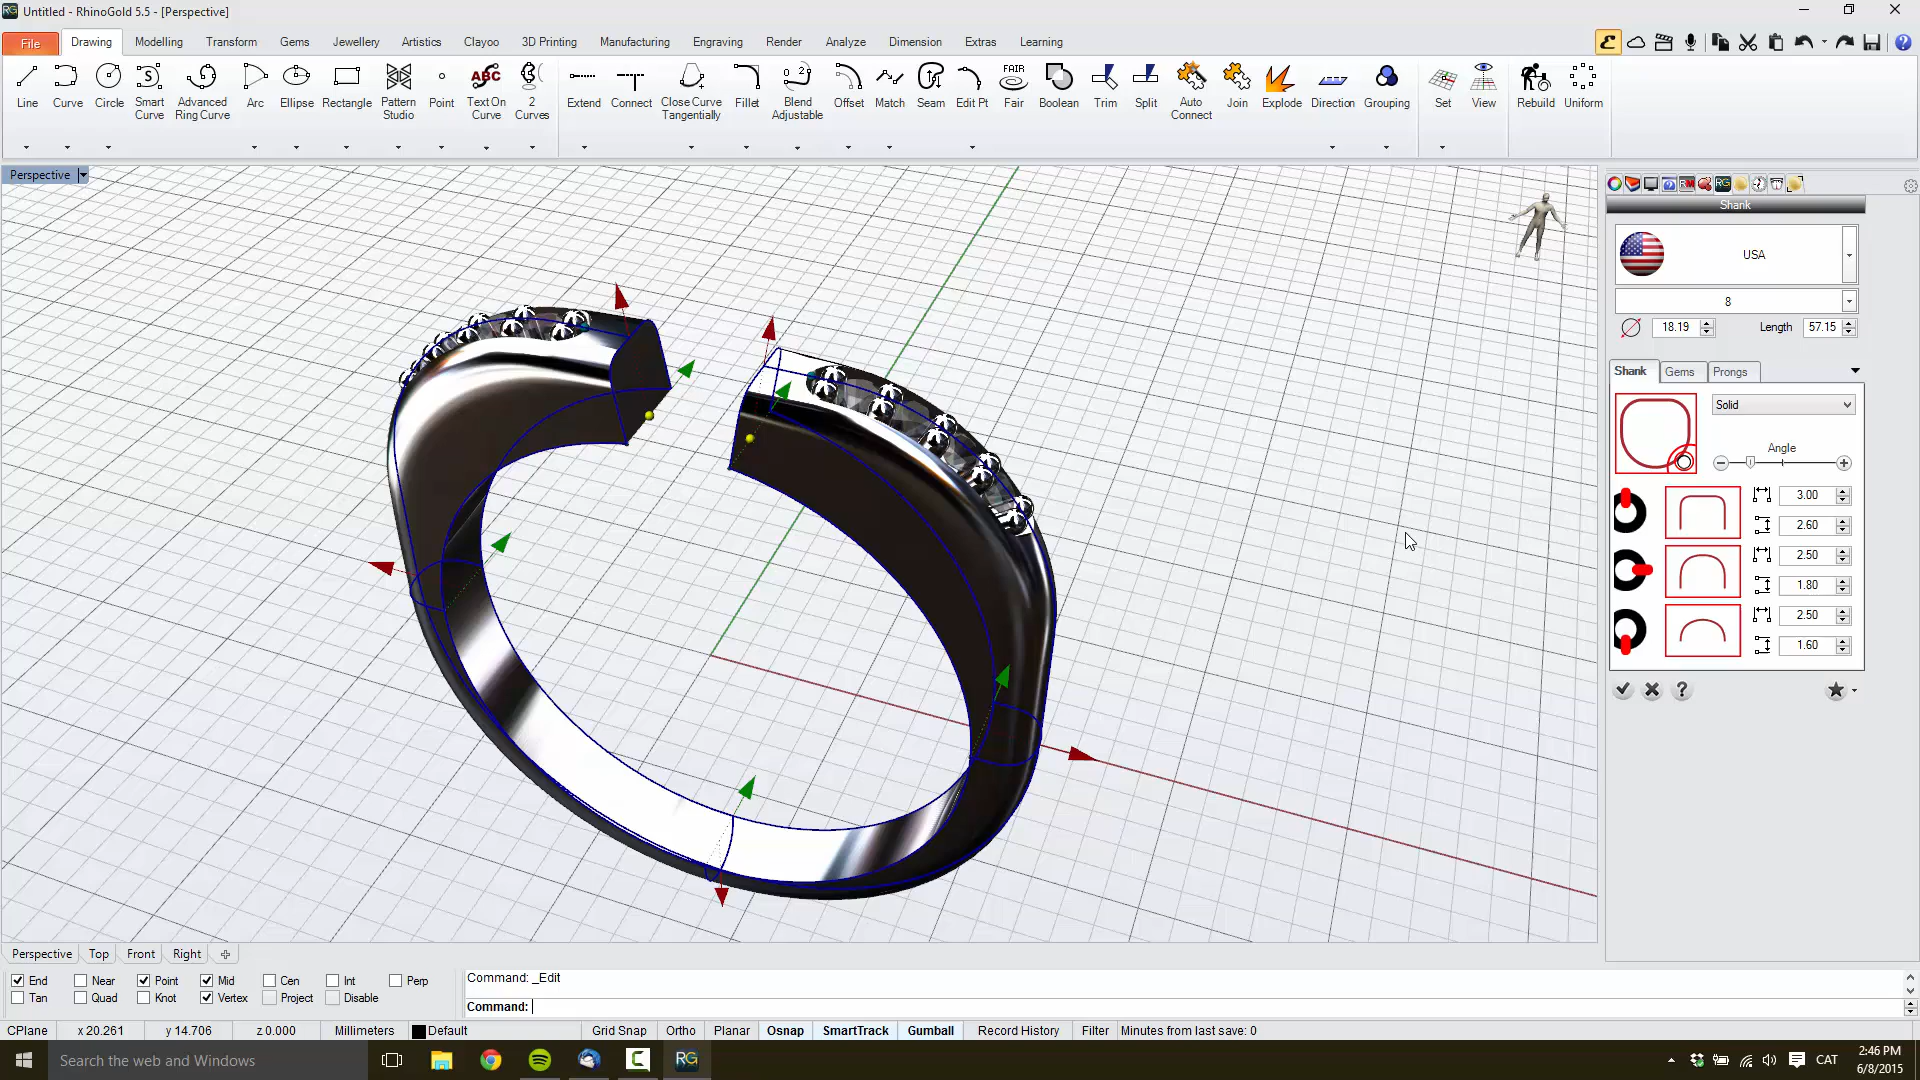 RG Untitled - RhinoGold 5.5 - [Perspective]
File Drawing Modelling Transform Gems Jewellery Artistics Clayoo 3D Printing Manufacturing Engraving Render Analyze Dimension Extras Learning
Line Curve Circle Smart Curve Advanced Ring Curve Arc Ellipse Rectangle Pattern Studio Point ABC Text On Curve 2 Curves Extend Connect Close Curve Tangentially Fillet Blend Adjustable Offset Match Seam Edit Pt FAIR Fair Boolean Trim Split Auto Connect Join Explode Direction Grouping Set View Rebuild Uniform
Perspective
Shank
USA
8
18.19 Length 57.15
Shank Gems Prongs
Solid
Angle
3.00
2.60
2.50
1.80
2.50
1.60
Perspective Top Front Right
End Near Point Mid Cen Int Perp
Tan Quad Knot Vertex Project Disable
Command: _Edit
Command:
CPlane x 20.261 y 14.706 z 0.000 Millimeters Default Grid Snap Ortho Planar Osnap SmartTrack Gumball Record History Filter Minutes from last save: 0
Search the web and Windows
RG
CAT
2:46 PM
6/8/2015